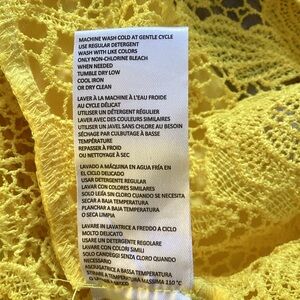 MACHINE WASH COLD AT GENTLE CYCLE
USE REGULAR DETERGENT
WASH WITH LIKE COLORS
ONLY NON-CHLORINE BLEACH
WHEN NEEDED
TUMBLE DRY LOW
COOL IRON
OR DRY CLEAN
LAVER À LA MACHINE À L'EAU FROIDE
AU CYCLE DÉLICAT
UTILISER UN DÉTERGENT RÉGULIER
LAVER AVEC DES COULEURS SIMILAIRES
UTILISER UN JAVEL SANS CHLORE AU BESOIN
SÉCHAGE PAR CULBUTAGE À BASSE
TEMPÉRATURE
REPASSER À FROID
OU NETTOYAGE À SEC
LAVADO A MÁQUINA EN AGUA FRÍA EN
EL CICLO DELICADO
USAR DETERGENTE REGULAR
LAVAR CON COLORES SIMILARES
SOLO LEJÍA SIN CLORO CUANDO SE NECESITA
SECAR A BAJA TEMPERATURA
PLANCHAR A BAJA TEMPERATURA
O SECA LIMPIA
LAVARE IN LAVATRICE A FREDDO A CICLO
MOLTO DELICATO
USARE UN DETERGENTE REGOLARE
LAVARE CON COLORI SIMILI
SOLO CANDEGGI SENZA CLORO QUANDO
NECESSARIO
ASCIUGATRICE A BASSA TEMPERATURA
STIRARE A TEMPERATURA MASSIMA 110°C